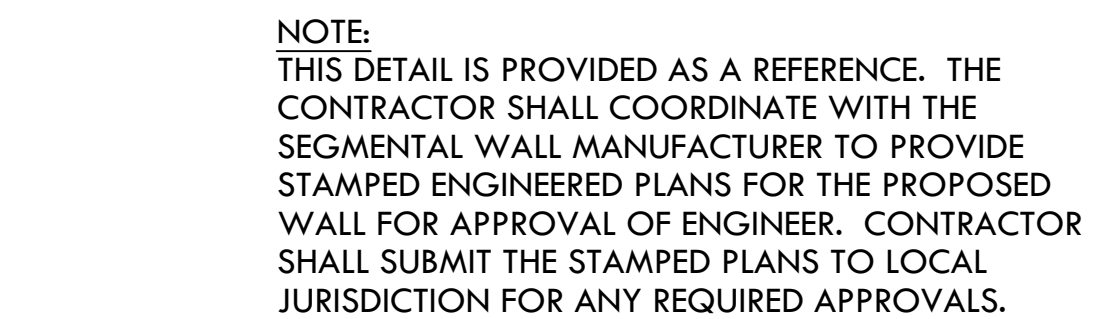 NOTE:
THIS DETAIL IS PROVIDED AS A REFERENCE.  THE
CONTRACTOR SHALL COORDINATE WITH THE
SEGMENTAL WALL MANUFACTURER TO PROVIDE
STAMPED ENGINEERED PLANS FOR THE PROPOSED
WALL FOR APPROVAL OF ENGINEER.  CONTRACTOR
SHALL SUBMIT THE STAMPED PLANS TO LOCAL
JURISDICTION FOR ANY REQUIRED APPROVALS.